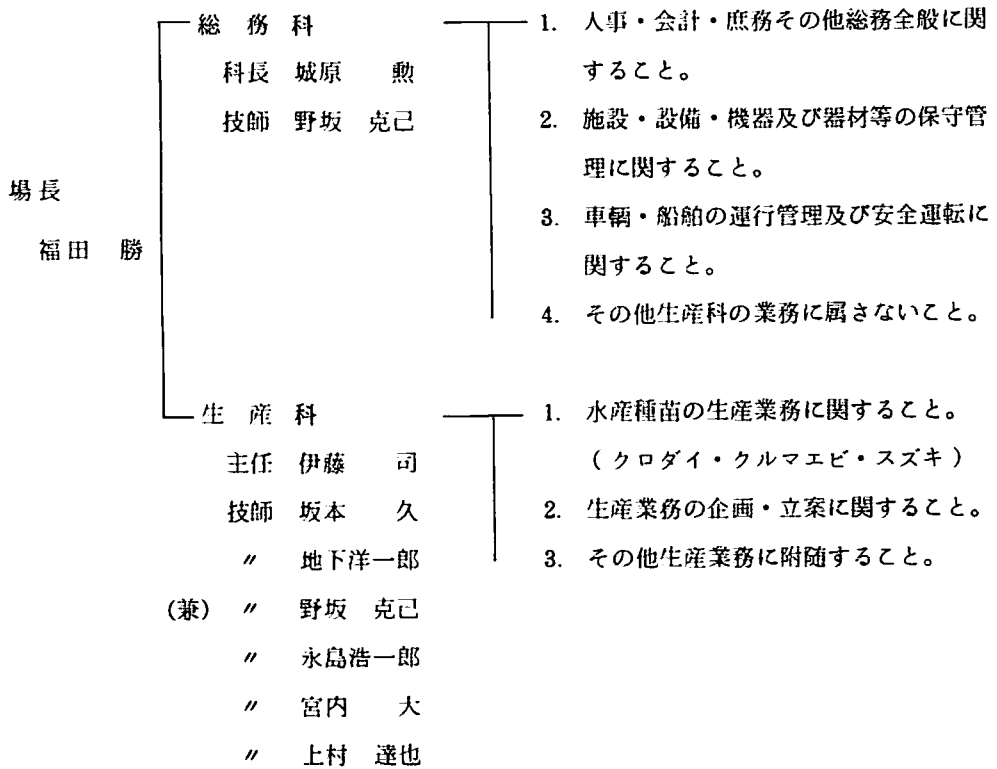 場長
福田 勝
総務科
科長 城原 勲
技師 野坂 克己
1. 人事・会計・庶務その他総務全般に関
すること。
2. 施設・設備・機器及び器材等の保守管
理に関すること。
3. 車輌・船舶の運行管理及び安全運転に
関すること。
4. その他生産科の業務に属さないこと。
生産科
主任 伊藤 司
技師 坂本 久
〃 地下洋一郎
(兼) 〃 野坂 克己
〃 永島浩一郎
〃 宮内 大
〃 上村 達也
1. 水産種苗の生産業務に関すること。
(クロダイ・クルマエビ・スズキ)
2. 生産業務の企画・立案に関すること。
3. その他生産業務に附随すること。